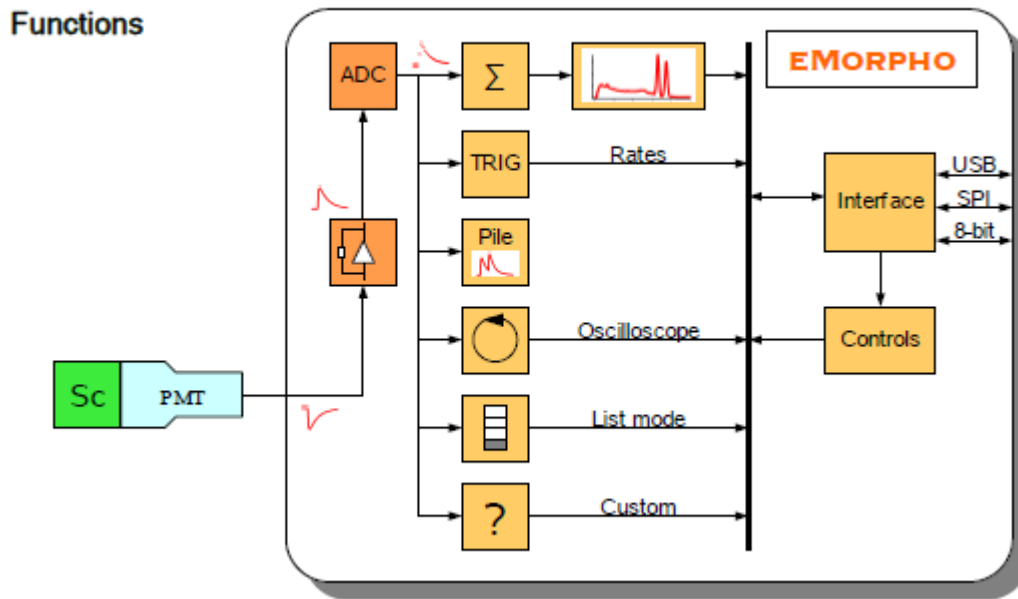 Functions
EMORPHO
ADC
Σ
TRIG
Rates
Pile
Interface
USB
SPI
8-bit
Oscilloscope
Controls
Sc
PMT
List mode
?
Custom